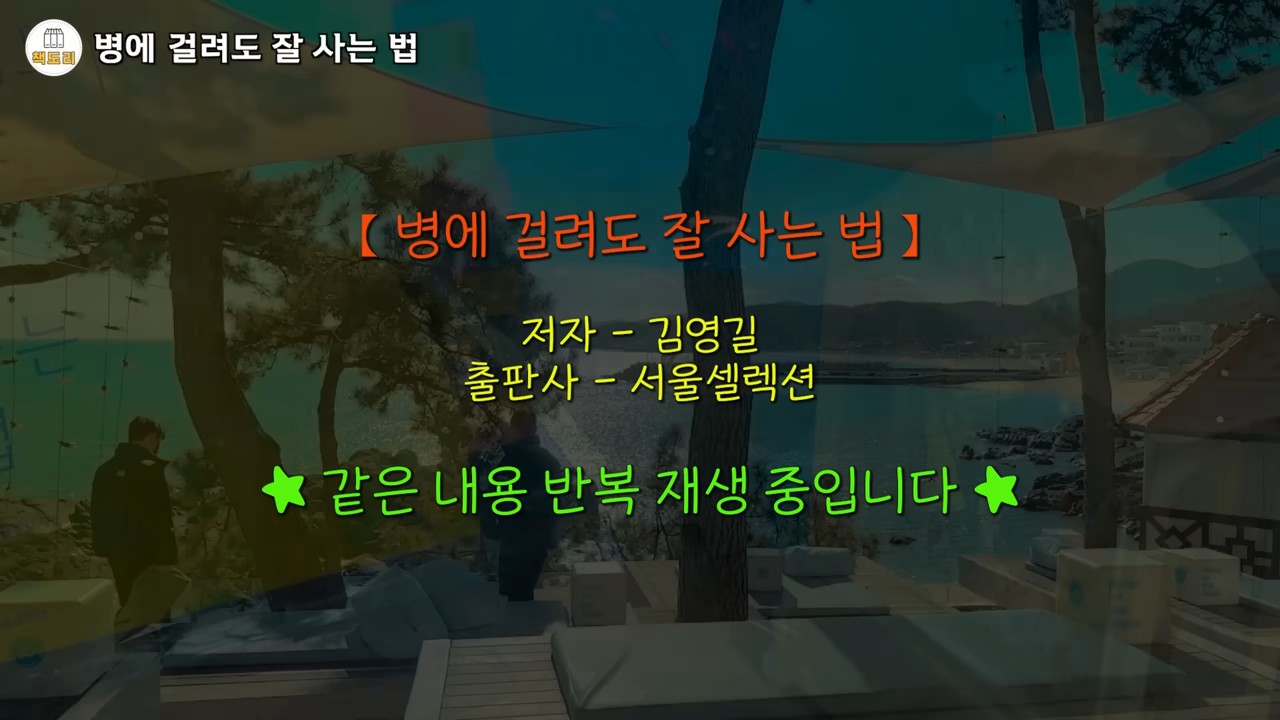 책도리
병에 걸려도 잘 사는 법
【 병에 걸려도 잘 사는 법 】
저자 - 김영길
출판사 - 서울셀렉션
★ 같은 내용 반복 재생 중입니다 ★